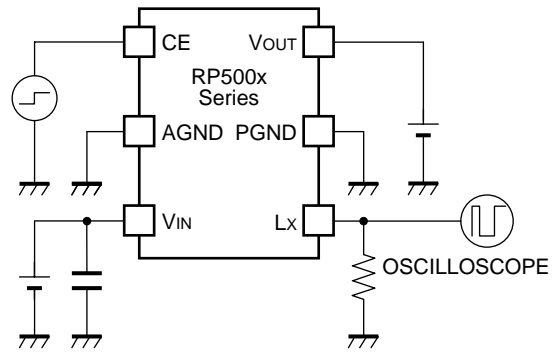 CE
VOUT
RP500x
Series
AGND
PGND
VIN
LX
OSCILLOSCOPE